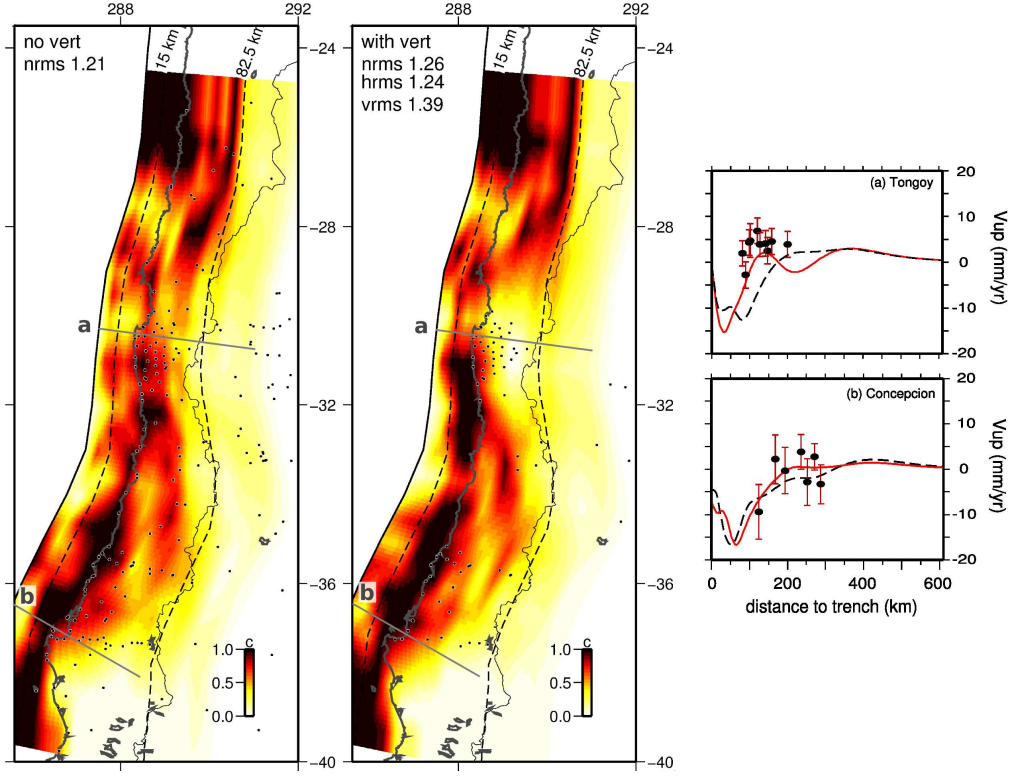 288
292
288
292
no vert
nrms 1.21
15 km
82.5 km
with vert
nrms 1.26
hrms 1.24
vrms 1.39
15 km
82.5 km
−24
−28
−32
−36
−40
−24
−28
−32
−36
−40
a
b
a
b
c
1.0
0.5
0.0
c
1.0
0.5
0.0
(a) Tongoy
20
10
0
-10
-20
Vup (mm/yr)
(b) Concepcion
20
10
0
-10
-20
Vup (mm/yr)
0 200 400 600
distance to trench (km)